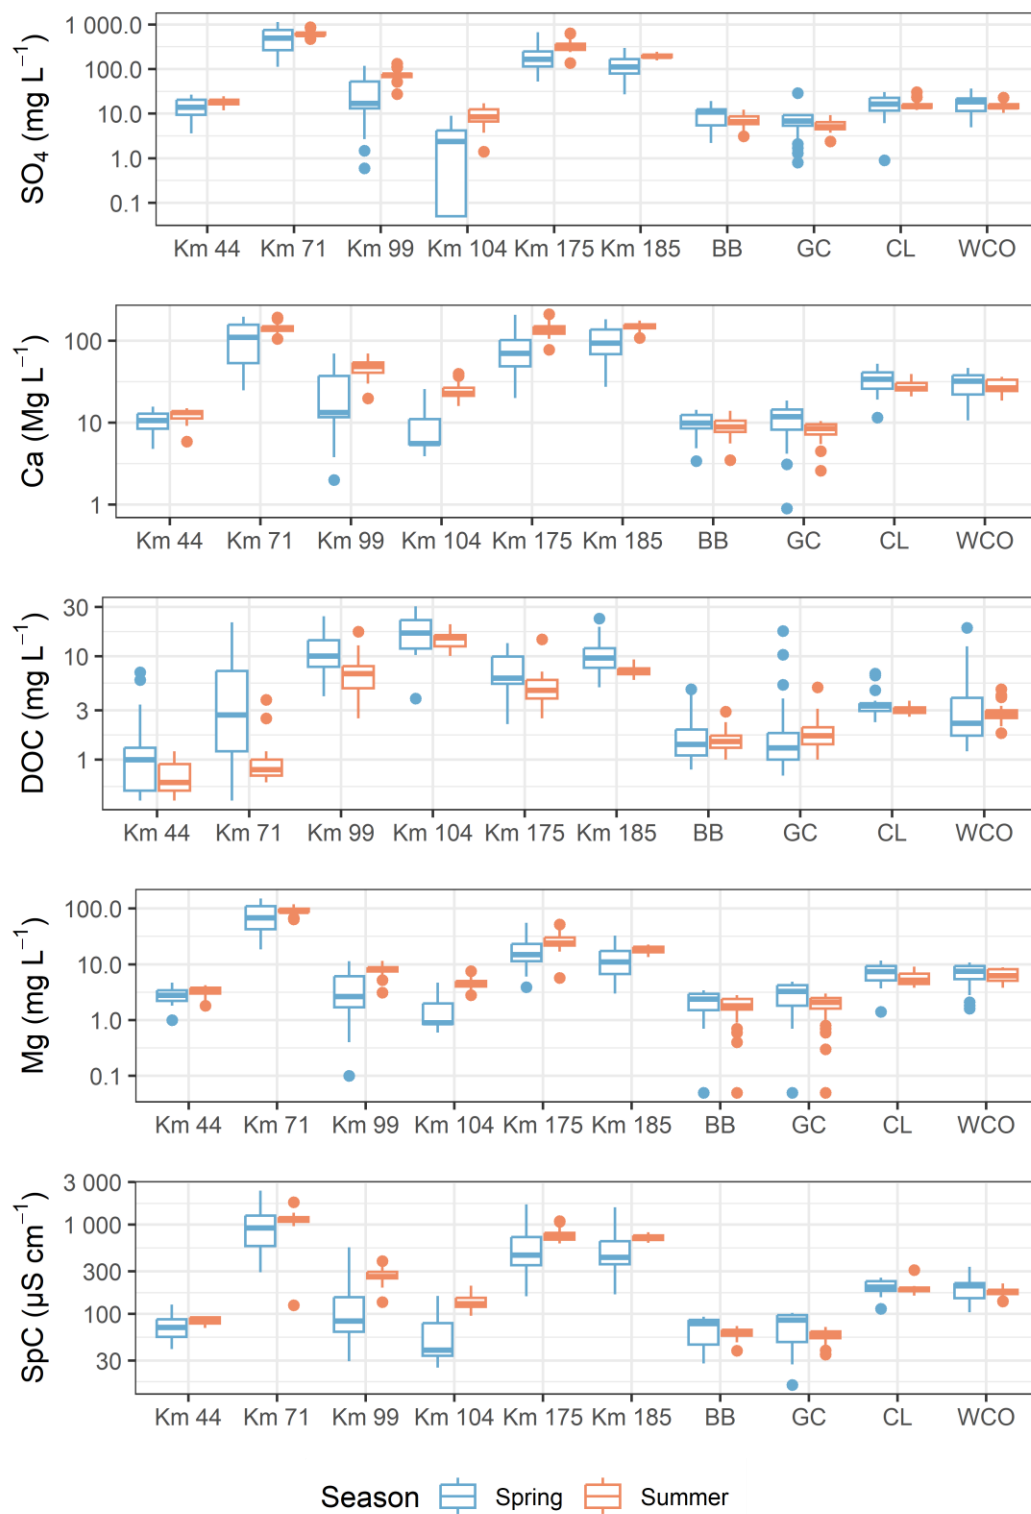 SO₄ (mg L⁻¹)
1 000.0
100.0
10.0
1.0
0.1
Km 44 Km 71 Km 99 Km 104 Km 175 Km 185 BB GC CL WCO
Ca (Mg L⁻¹)
100
10
1
Km 44 Km 71 Km 99 Km 104 Km 175 Km 185 BB GC CL WCO
DOC (mg L⁻¹)
30
10
3
1
Km 44 Km 71 Km 99 Km 104 Km 175 Km 185 BB GC CL WCO
Mg (mg L⁻¹)
100.0
10.0
1.0
0.1
Km 44 Km 71 Km 99 Km 104 Km 175 Km 185 BB GC CL WCO
SpC (µS cm⁻¹)
3 000
1 000
300
100
30
Km 44 Km 71 Km 99 Km 104 Km 175 Km 185 BB GC CL WCO
Season Spring Summer